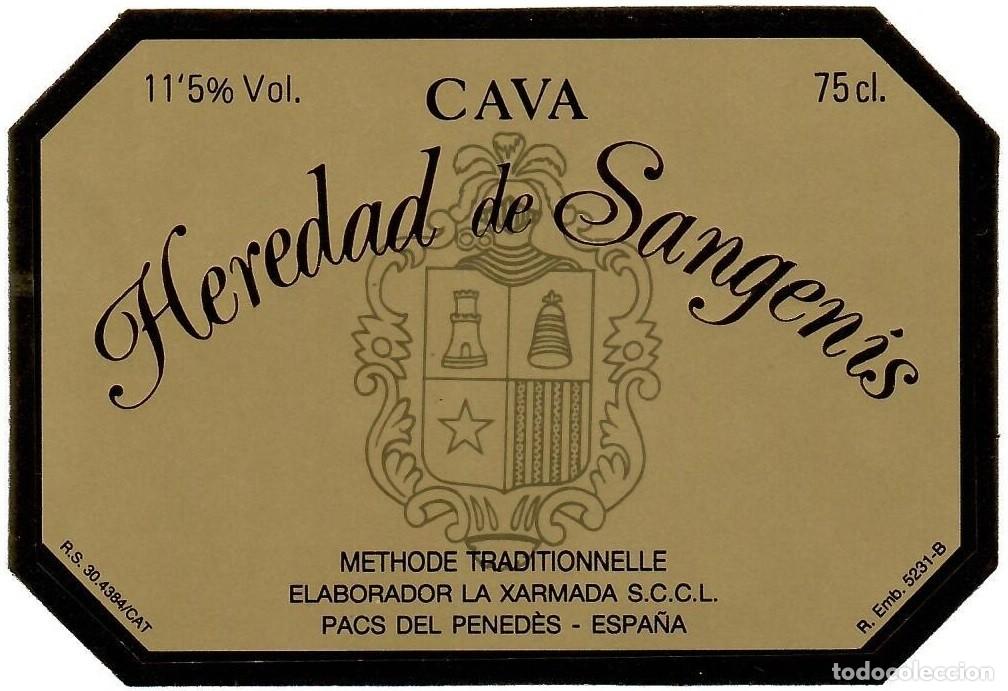 11'5% Vol.
CAVA
75 cl.
Heredad de Sangenis
METHODE TRADITIONNELLE
ELABORADOR LA XARMADA S.C.C.L.
PACS DEL PENEDÈS - ESPAÑA
R.S. 30.4384/CAT
R. Emb. 5231-B
todocoleccion